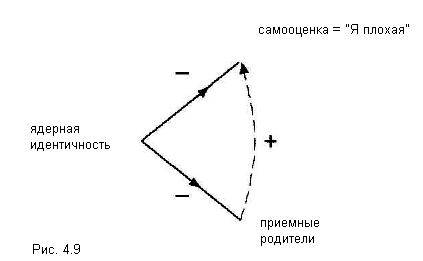 самооценка = "Я плохая"
–
ядерная
идентичность
+
–
приемные
родители
Рис. 4.9